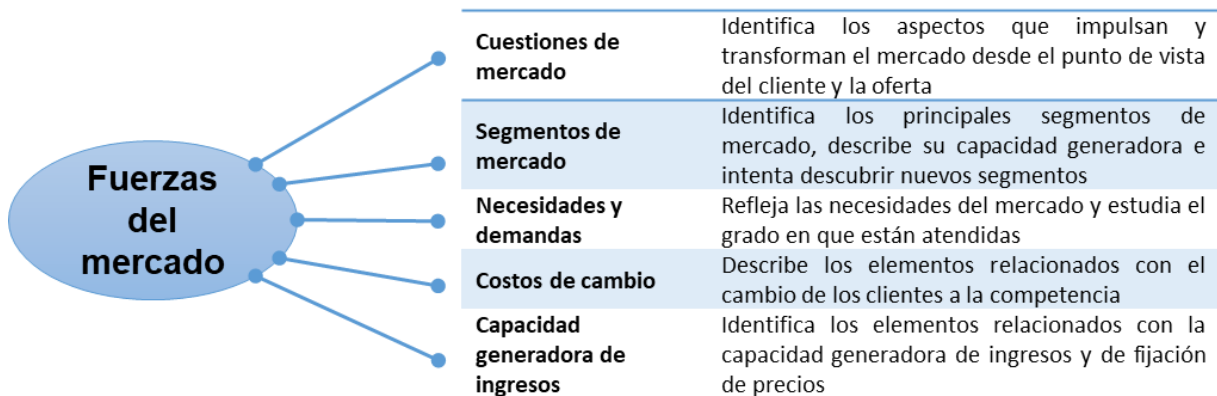 Fuerzas
del
mercado
Cuestiones de
mercado
Identifica los aspectos que impulsan y
transforman el mercado desde el punto de vista
del cliente y la oferta
Segmentos de
mercado
Identifica los principales segmentos de
mercado, describe su capacidad generadora e
intenta descubrir nuevos segmentos
Necesidades y
demandas
Refleja las necesidades del mercado y estudia el
grado en que están atendidas
Costos de cambio
Describe los elementos relacionados con el
cambio de los clientes a la competencia
Capacidad
generadora de
ingresos
Identifica los elementos relacionados con la
capacidad generadora de ingresos y de fijación
de precios